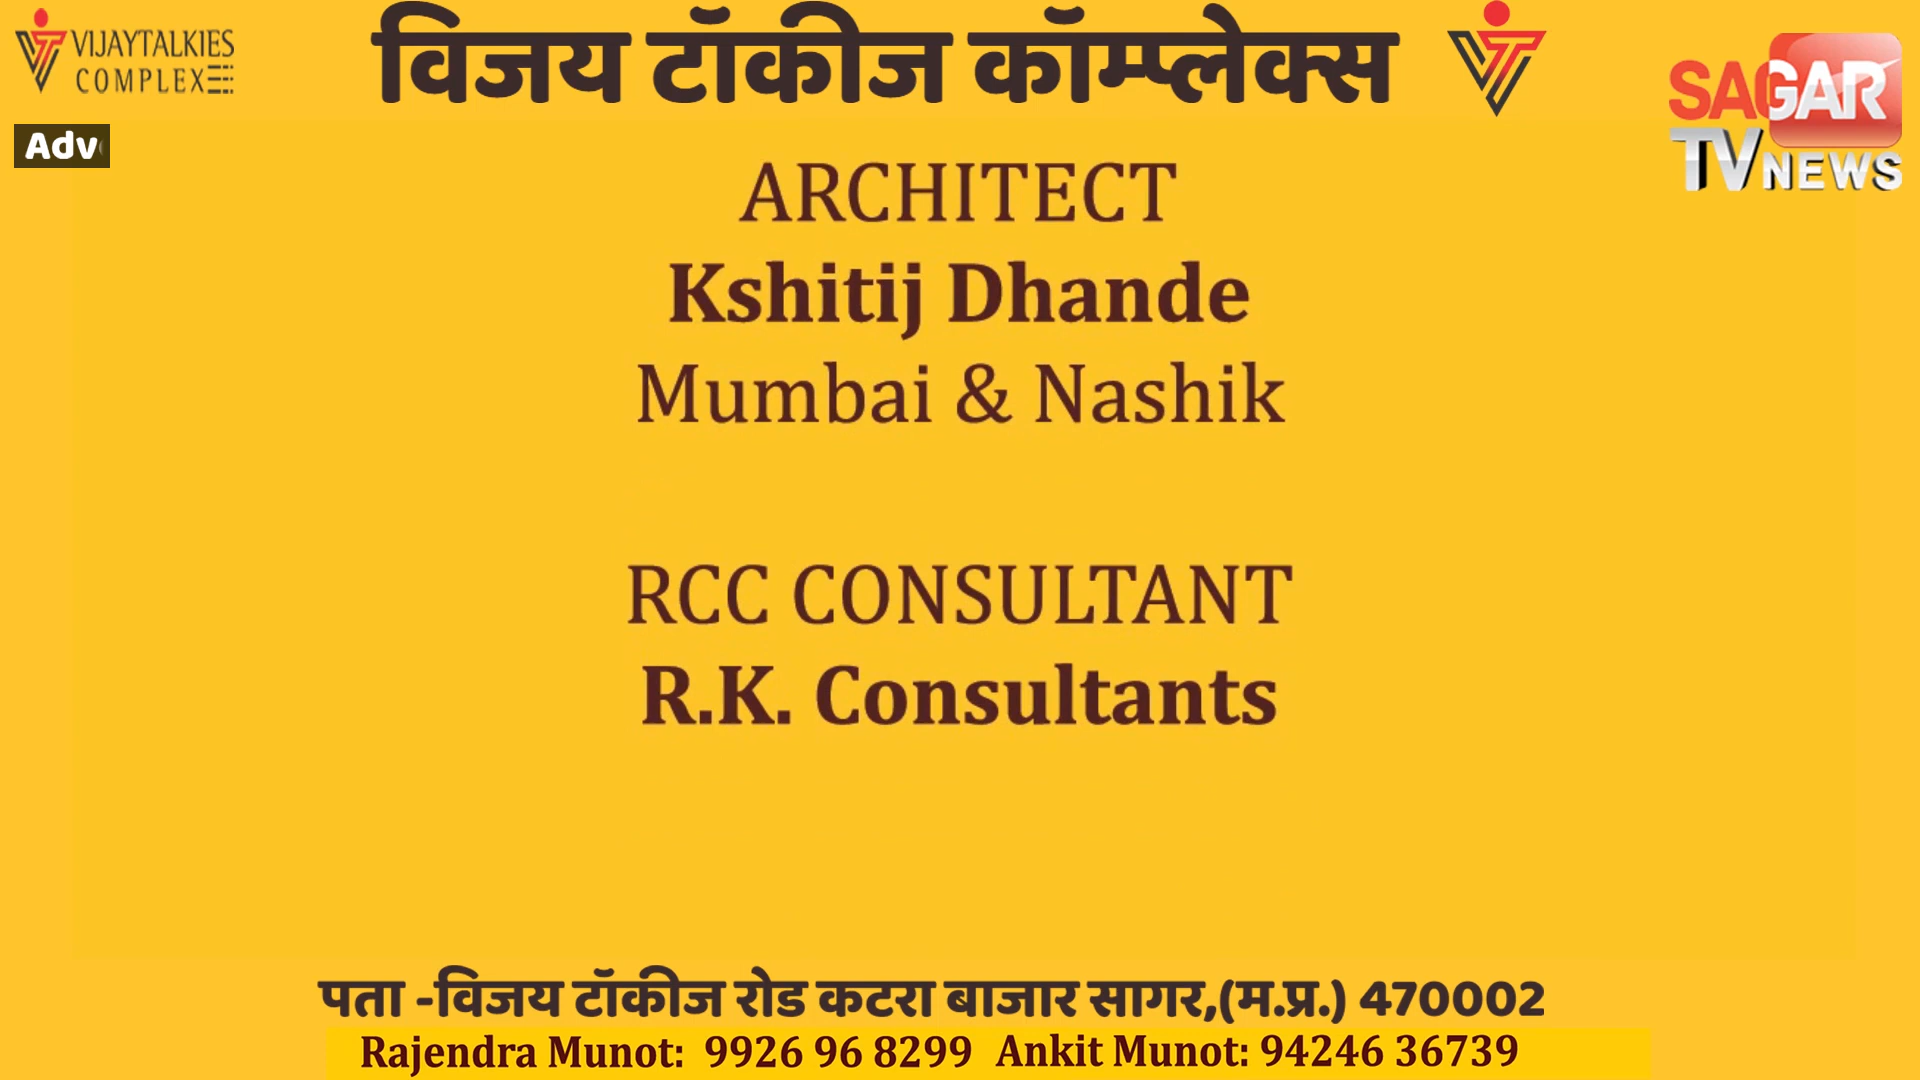 VIJAYTALKIES
COMPLEX
विजय टॉकीज कॉम्प्लेक्स
SAGAR
TV NEWS
Adv
ARCHITECT
Kshitij Dhande
Mumbai & Nashik
RCC CONSULTANT
R.K. Consultants
पता -विजय टॉकीज रोड कटरा बाजार सागर,(म.प्र.) 470002
Rajendra Munot: 9926 96 8299 Ankit Munot: 94246 36739